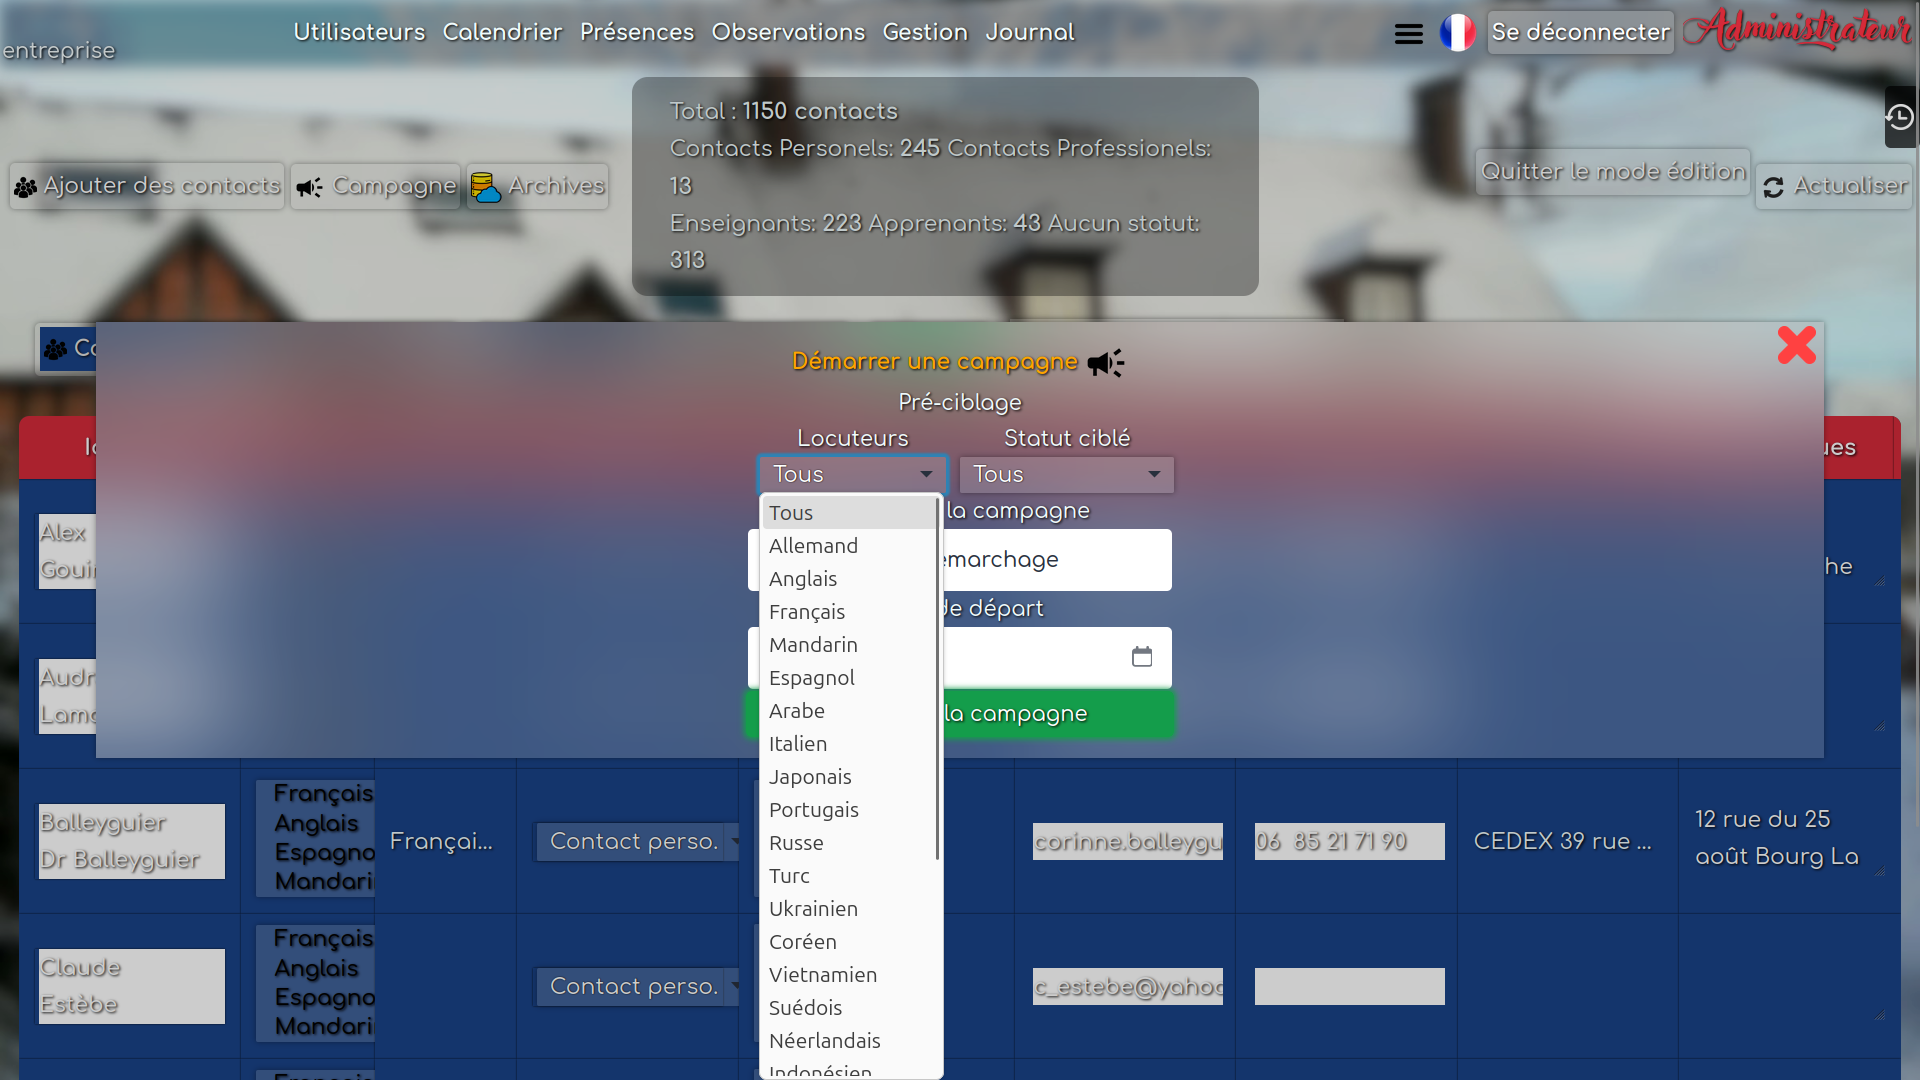 entreprise
Utilisateurs Calendrier Présences Observations Gestion Journal
Se déconnecter
Administrateur
Total : 1150 contacts
Contacts Personels: 245 Contacts Professionels:
13
Enseignants: 223 Apprenants: 43 Aucun statut:
313
Ajouter des contacts
Campagne
Archives
Quitter le mode édition
Actualiser
Démarrer une campagne
Pré-ciblage
Locuteurs
Statut ciblé
Tous
Tous
Tous
Allemand
Anglais
Français
Mandarin
Espagnol
Arabe
Italien
Japonais
Portugais
Russe
Turc
Ukrainien
Coréen
Vietnamien
Suédois
Néerlandais
Indonésien
la campagne
de départ
la campagne
Alex
Balleyguier
Dr Balleyguier
Français
Anglais
Espagno
Mandari
Françai...
Contact perso.
corinne.balleygu
06 85 21 71 90
CEDEX 39 rue ...
12 rue du 25
août Bourg La
Claude
Estèbe
Français
Anglais
Espagno
Mandari
Contact perso.
c_estebe@yahoo
Français